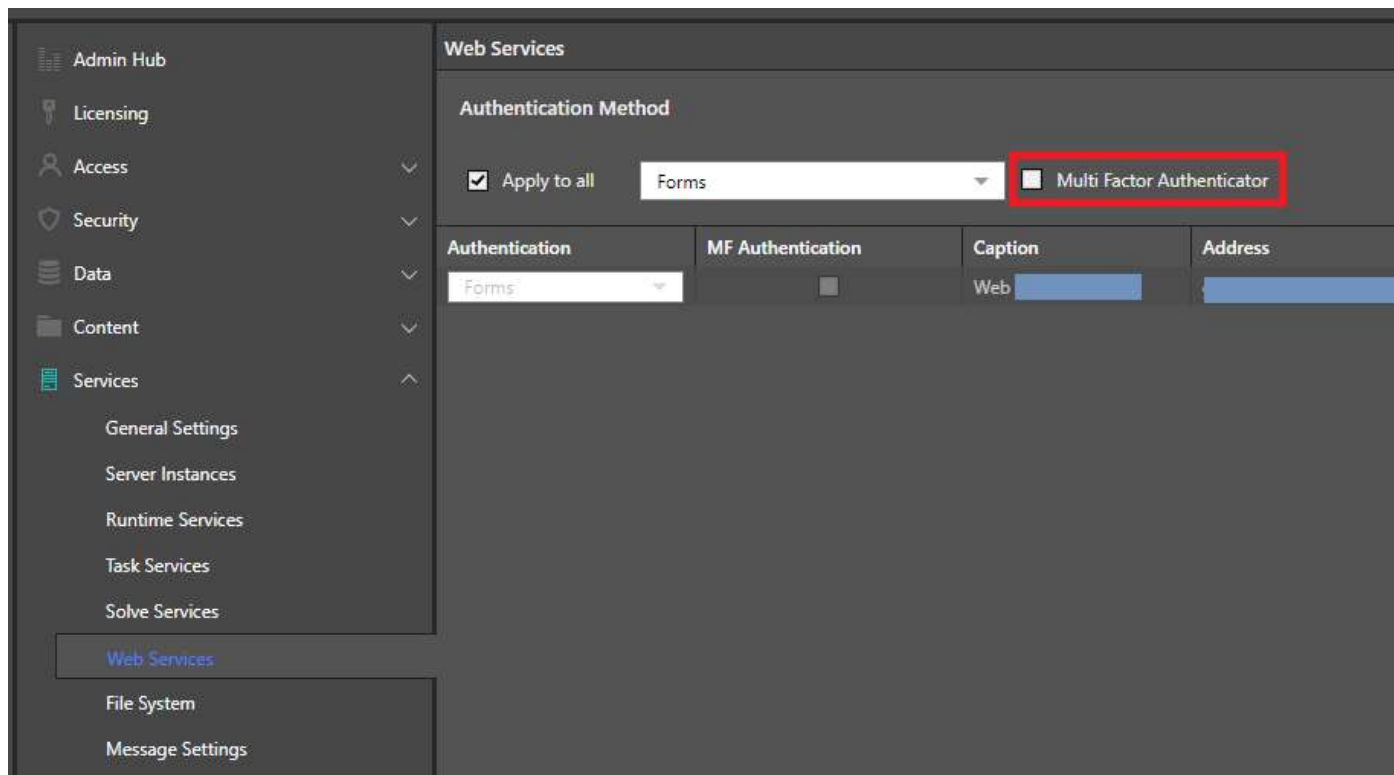 Admin Hub
Licensing
Access
Security
Data
Content
Services
General Settings
Server Instances
Runtime Services
Task Services
Solve Services
Web Services
File System
Message Settings
Web Services
Authentication Method
Apply to all Forms Multi Factor Authenticator
Authentication MF Authentication Caption Address
Forms Web